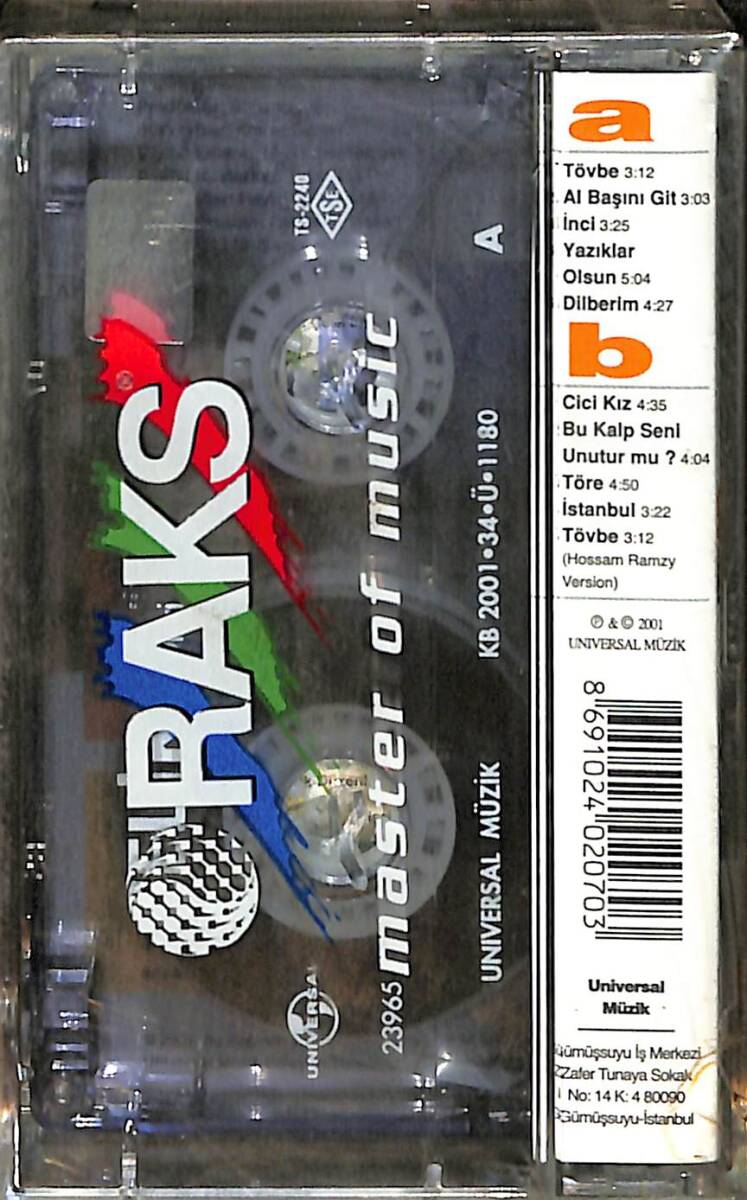 RAKS
®
master of music
TS-2240
TSE
A
KB 2001•34•Ü•1180
UNIVERSAL MÜZİK
UNIVERSAL
23965
a
Tövbe 3:12
Al Başını Git 3:03
İnci 3:25
Yazıklar
Olsun 5:04
Dilberim 4:27
b
Cici Kız 4:35
Bu Kalp Seni
Unutur mu ? 4:04
Töre 4:50
İstanbul 3:22
Tövbe 3:12
(Hossam Ramzy
Version)
℗ & © 2001
UNIVERSAL MÜZİK
8 691024 020703
Universal
Müzik
Gümüşsuyu İş Merkezi
Zafer Tunaya Sokak
No: 14 K: 4 80090
Gümüşsuyu-İstanbul